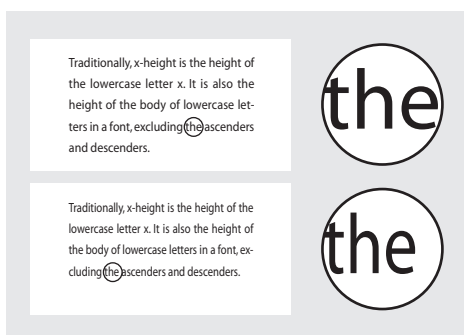 Traditionally, x-height is the height of
the lowercase letter x. It is also the
height of the body of lowercase let-
ters in a font, excluding the ascenders
and descenders.
the
Traditionally, x-height is the height of the
lowercase letter x. It is also the height of
the body of lowercase letters in a font, ex-
cluding the ascenders and descenders.
the